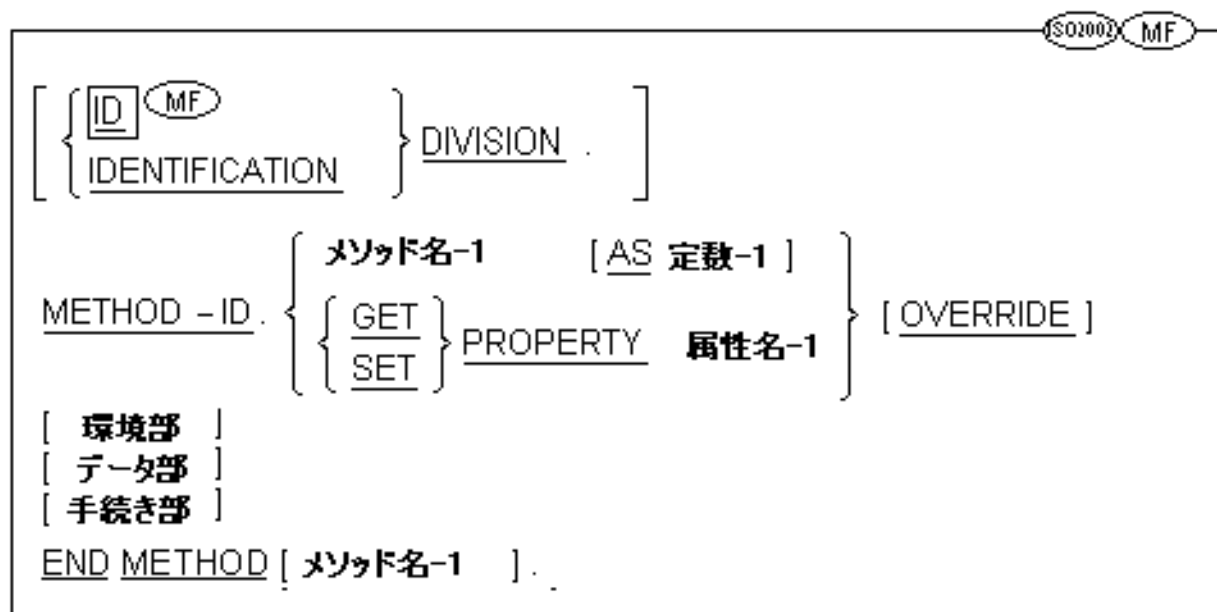 ISO2002 MF
[ { ID MF
IDENTIFICATION } DIVISION . ]
メソッド名-1 [ AS 定数-1 ]
METHOD - ID . { { GET
SET } PROPERTY 属性名-1 } [ OVERRIDE ]
[ 環境部 ]
[ データ部 ]
[ 手続き部 ]
END METHOD [ メソッド名-1 ] .